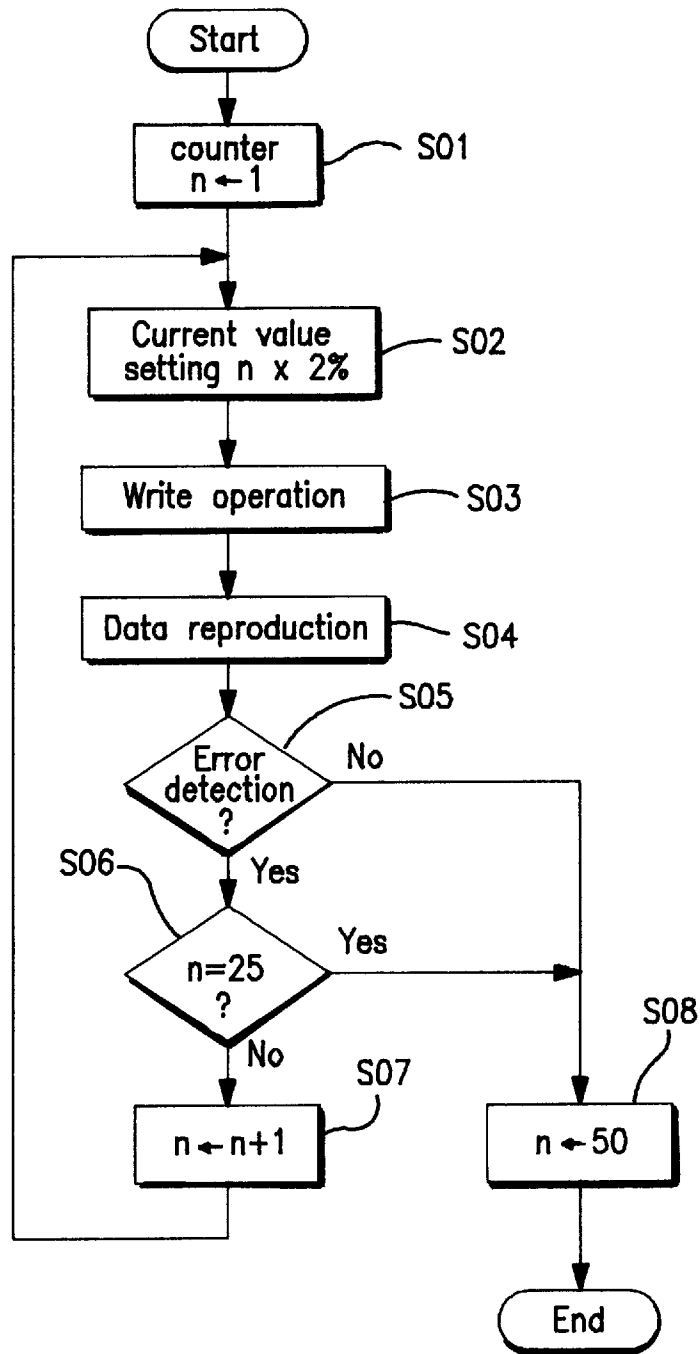 Start
counter
n ← 1
S01
Current value
setting n x 2%
S02
Write operation
S03
Data reproduction
S04
S05
Error
detection
?
No
Yes
S06
n=25
?
Yes
No
S07
n ← n+1
S08
n ← 50
End